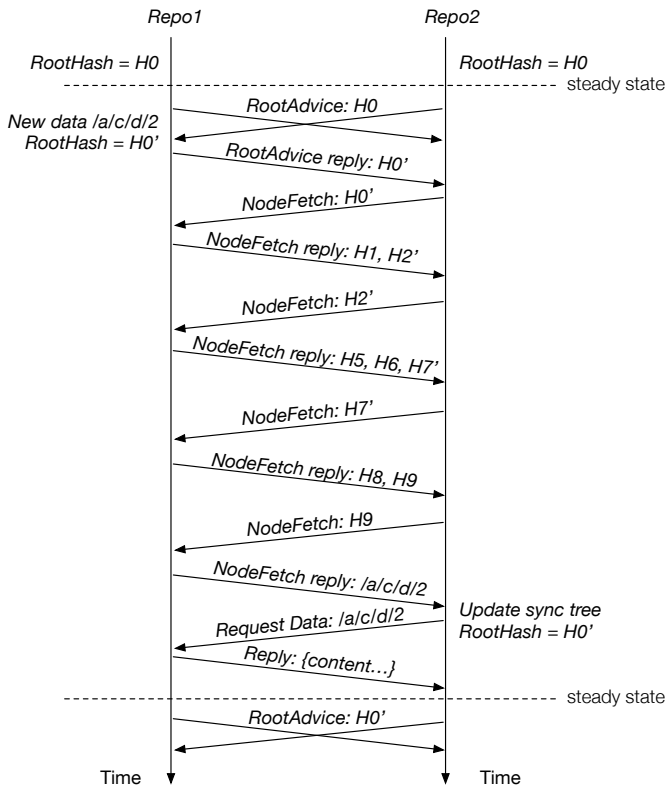 Repo1
Repo2
RootHash = H0
RootHash = H0
steady state
RootAdvice: H0
New data /a/c/d/2
RootHash = H0’
RootAdvice reply: H0’
NodeFetch: H0’
NodeFetch reply: H1, H2’
NodeFetch: H2’
NodeFetch reply: H5, H6, H7’
NodeFetch: H7’
NodeFetch reply: H8, H9
NodeFetch: H9
NodeFetch reply: /a/c/d/2
Update sync tree
RootHash = H0’
Request Data: /a/c/d/2
Reply: {content…}
steady state
RootAdvice: H0’
Time
Time